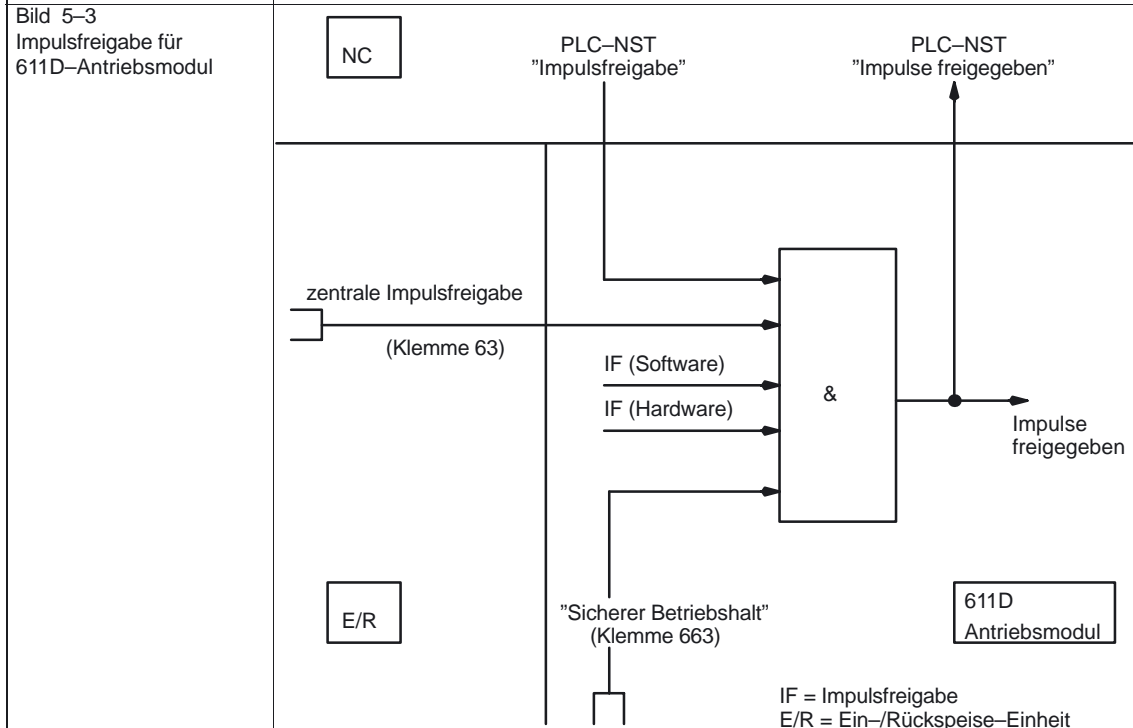 Bild 5–3
Impulsfreigabe für
611D–Antriebsmodul
NC
PLC–NST
”Impulsfreigabe”
PLC–NST
”Impulse freigegeben”
zentrale Impulsfreigabe
(Klemme 63)
IF (Software)
IF (Hardware)
&
Impulse
freigegeben
E/R
”Sicherer Betriebshalt”
(Klemme 663)
611D
Antriebsmodul
IF = Impulsfreigabe
E/R = Ein–/Rückspeise–Einheit